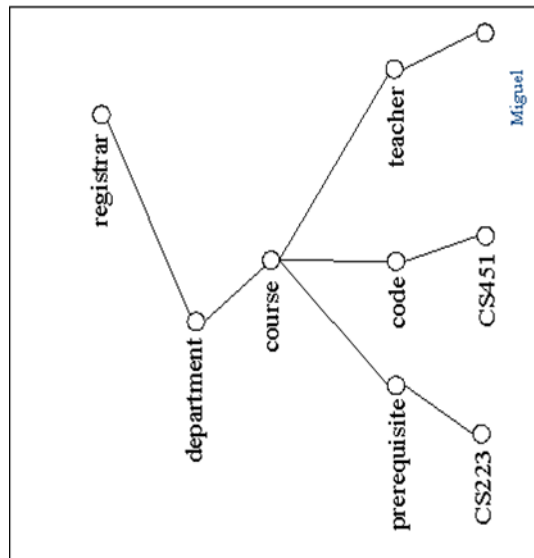 registrar
department
course
teacher
code
prerequisite
Miguel
CS451
CS223